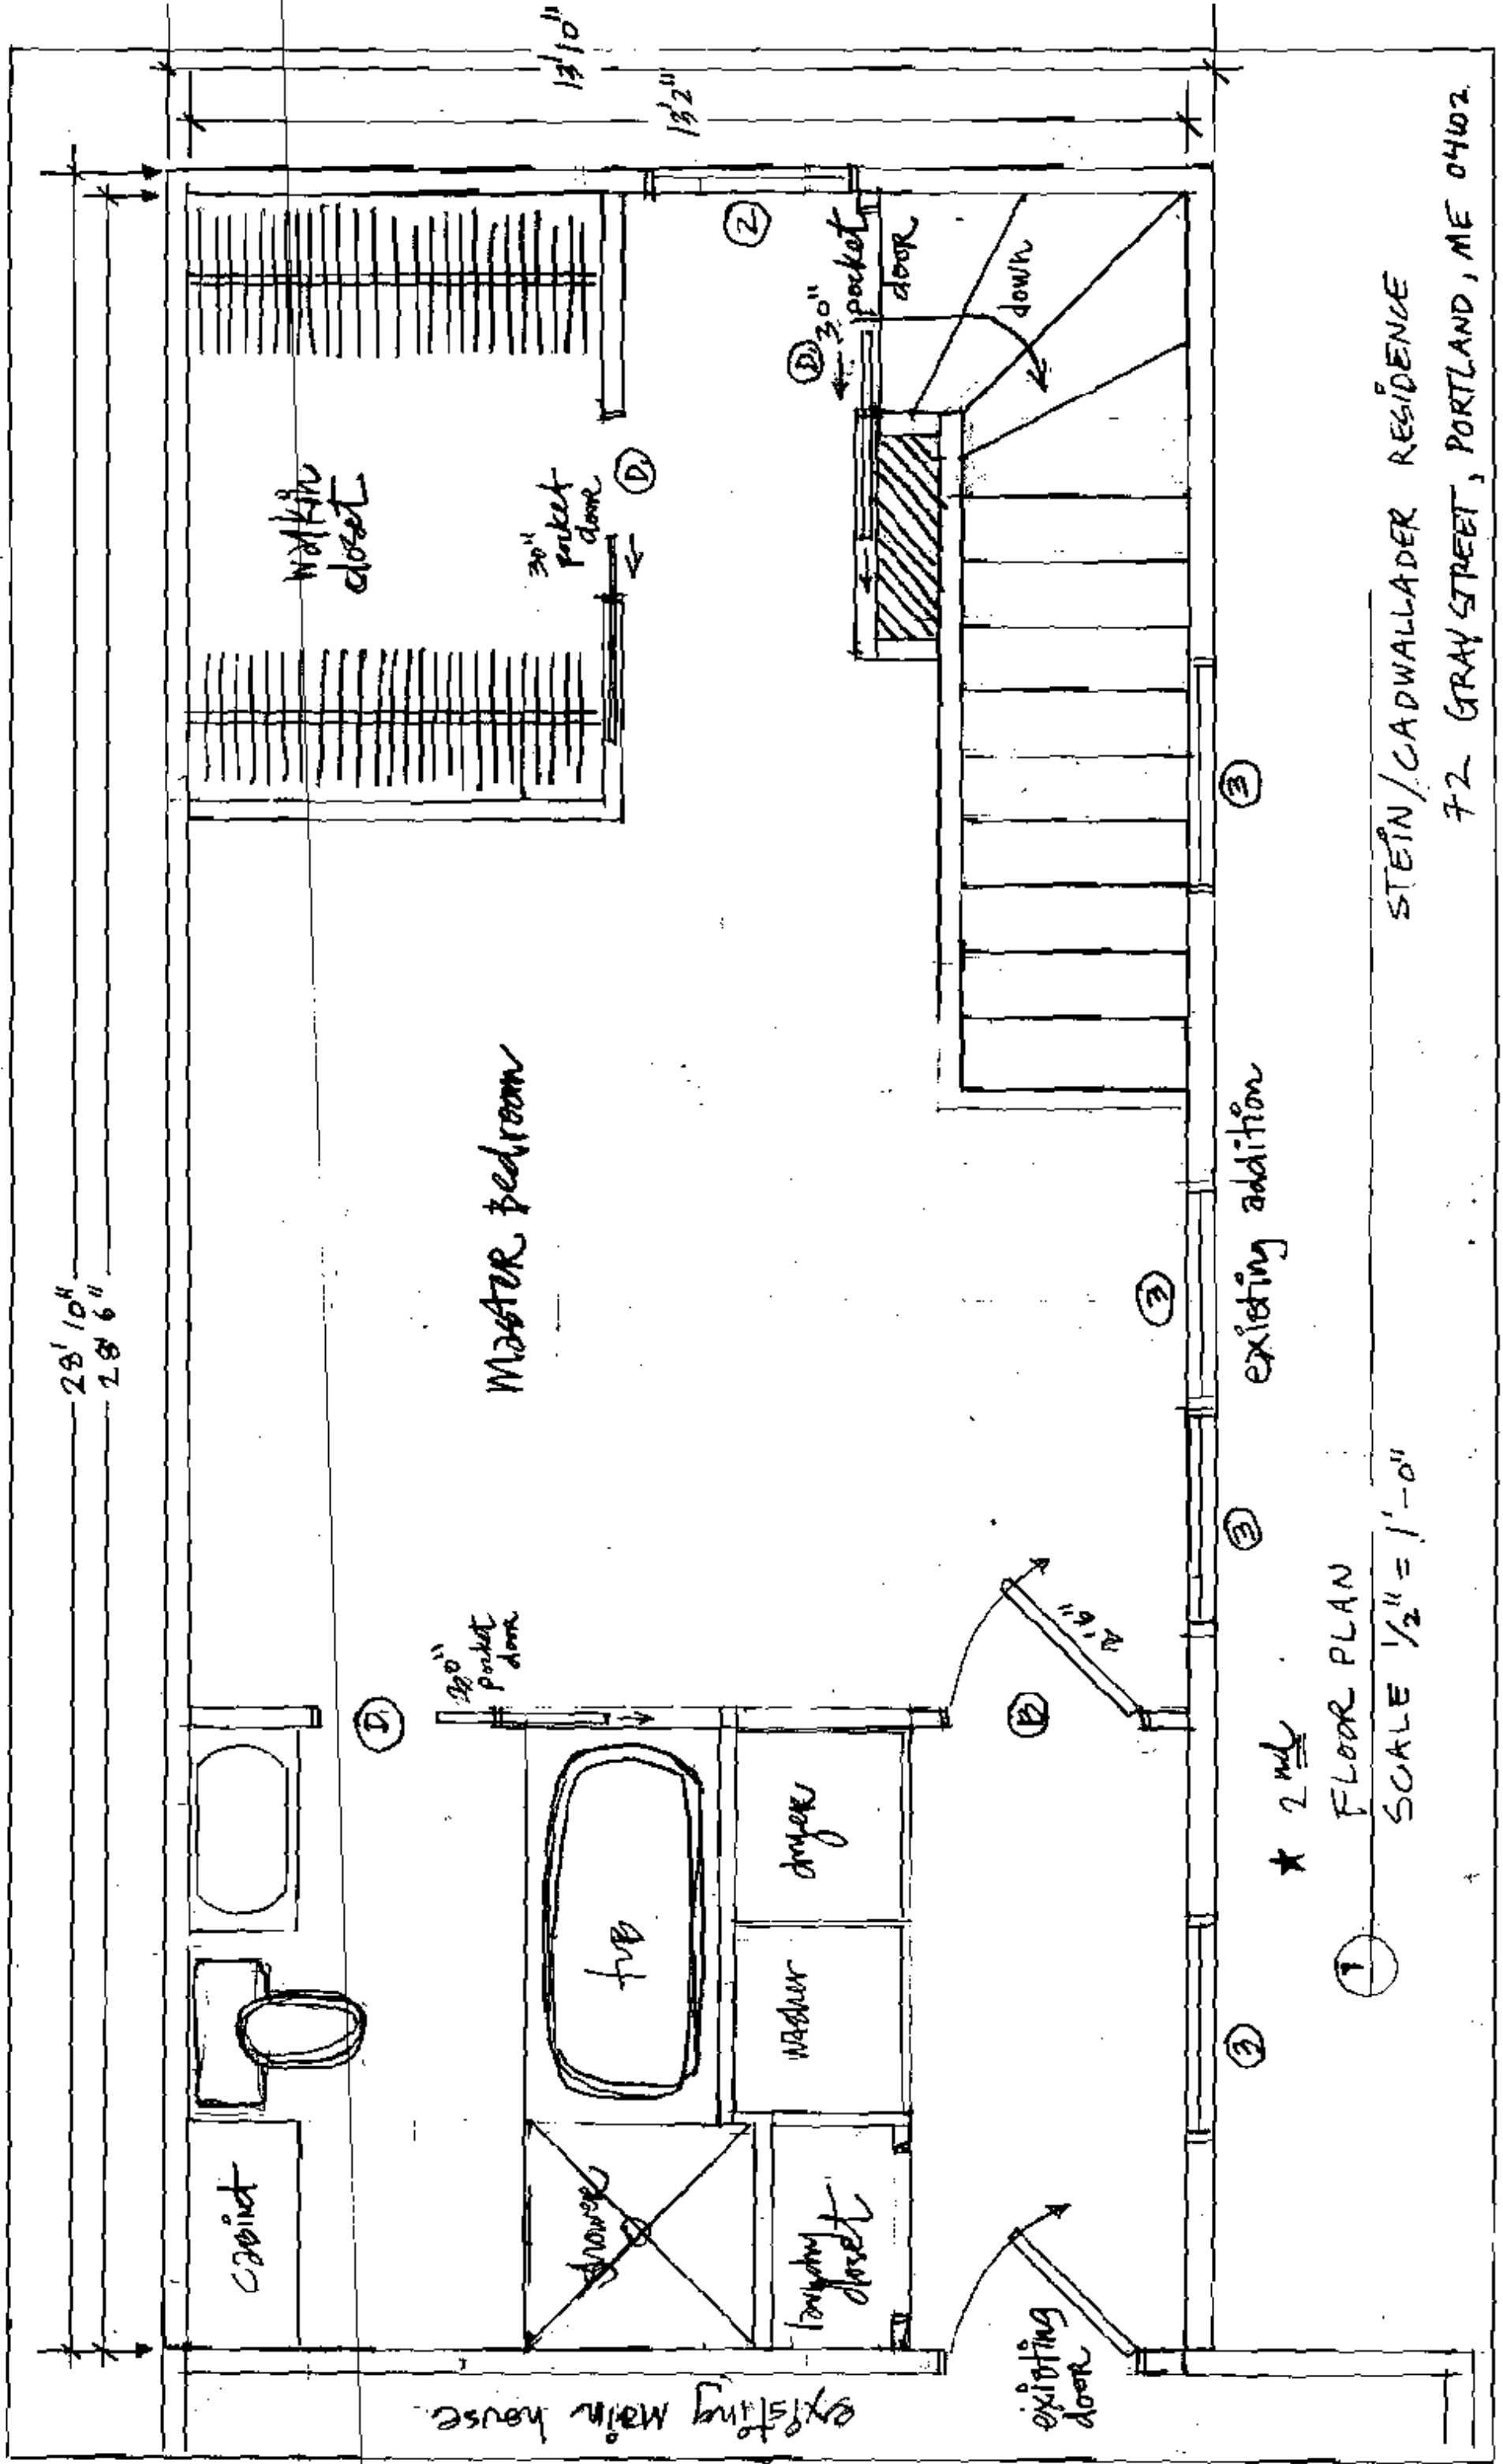 28' 10"
28' 6"
13' 10"
13' 2"
walk in
closet
30"
pocket
door
D
2
D
30"
pocket
door
down
Master Bedroom
D
pocket
door
cabinet
tub
shower
washer
dryer
laundry
closet
B
existing
door
existing main house
3
3
3
3
existing addition
★ 2nd
1
FLOOR PLAN
SCALE 1/2" = 1'-0"
STEIN/CADWALLADER RESIDENCE
72 GRAY STREET, PORTLAND, ME 04102